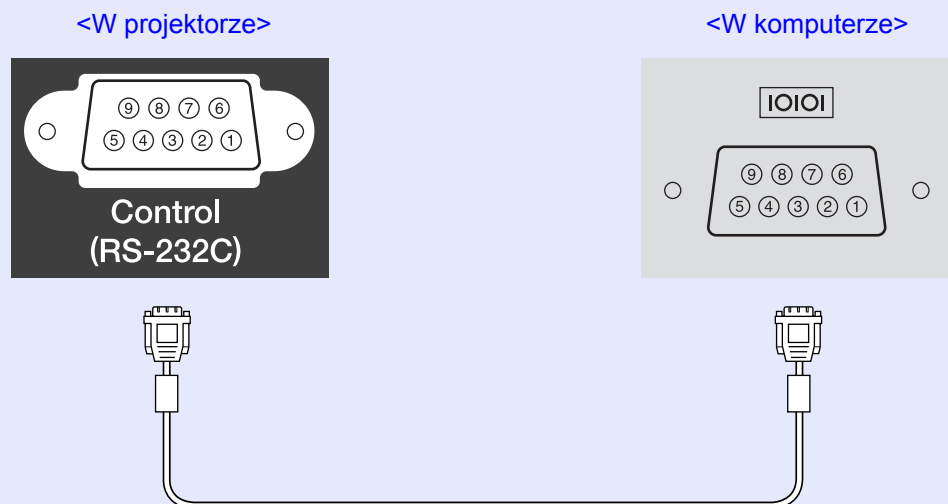 <W projektorze>
<W komputerze>
⑨ ⑧ ⑦ ⑥
⑤ ④ ③ ② ①
Control
(RS-232C)
IOIOI
⑨ ⑧ ⑦ ⑥
⑤ ④ ③ ② ①